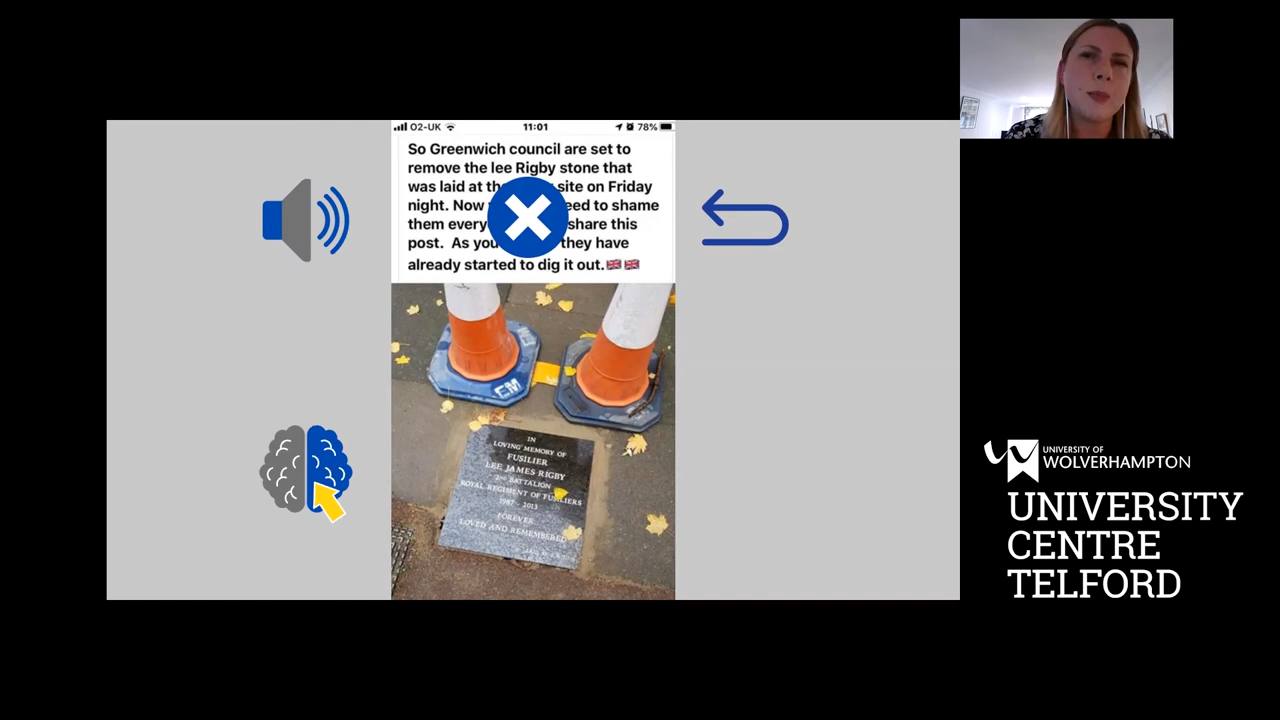 O2-UK
11:01
78%
So Greenwich council are set to
remove the lee Rigby stone that
was laid at the site on Friday
night. Now eed to shame
them every share this
post. As you they have
already started to dig it out.🇬🇧🇬🇧
EM
EM
IN
LOVING MEMORY OF
FUSILIER
LEE JAMES RIGBY
2ND BATTALION
ROYAL REGIMENT OF FUSILIERS
1987 - 2013
FOREVER
LOVED AND REMEMBERED
UNIVERSITY OF
WOLVERHAMPTON
UNIVERSITY
CENTRE
TELFORD